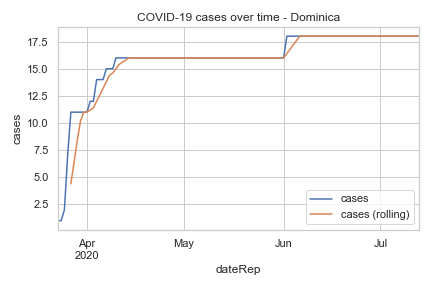 COVID-19 cases over time - Dominica
17.5
15.0
12.5
10.0
7.5
5.0
2.5
cases
cases
cases (rolling)
Apr
2020
May
Jun
Jul
dateRep